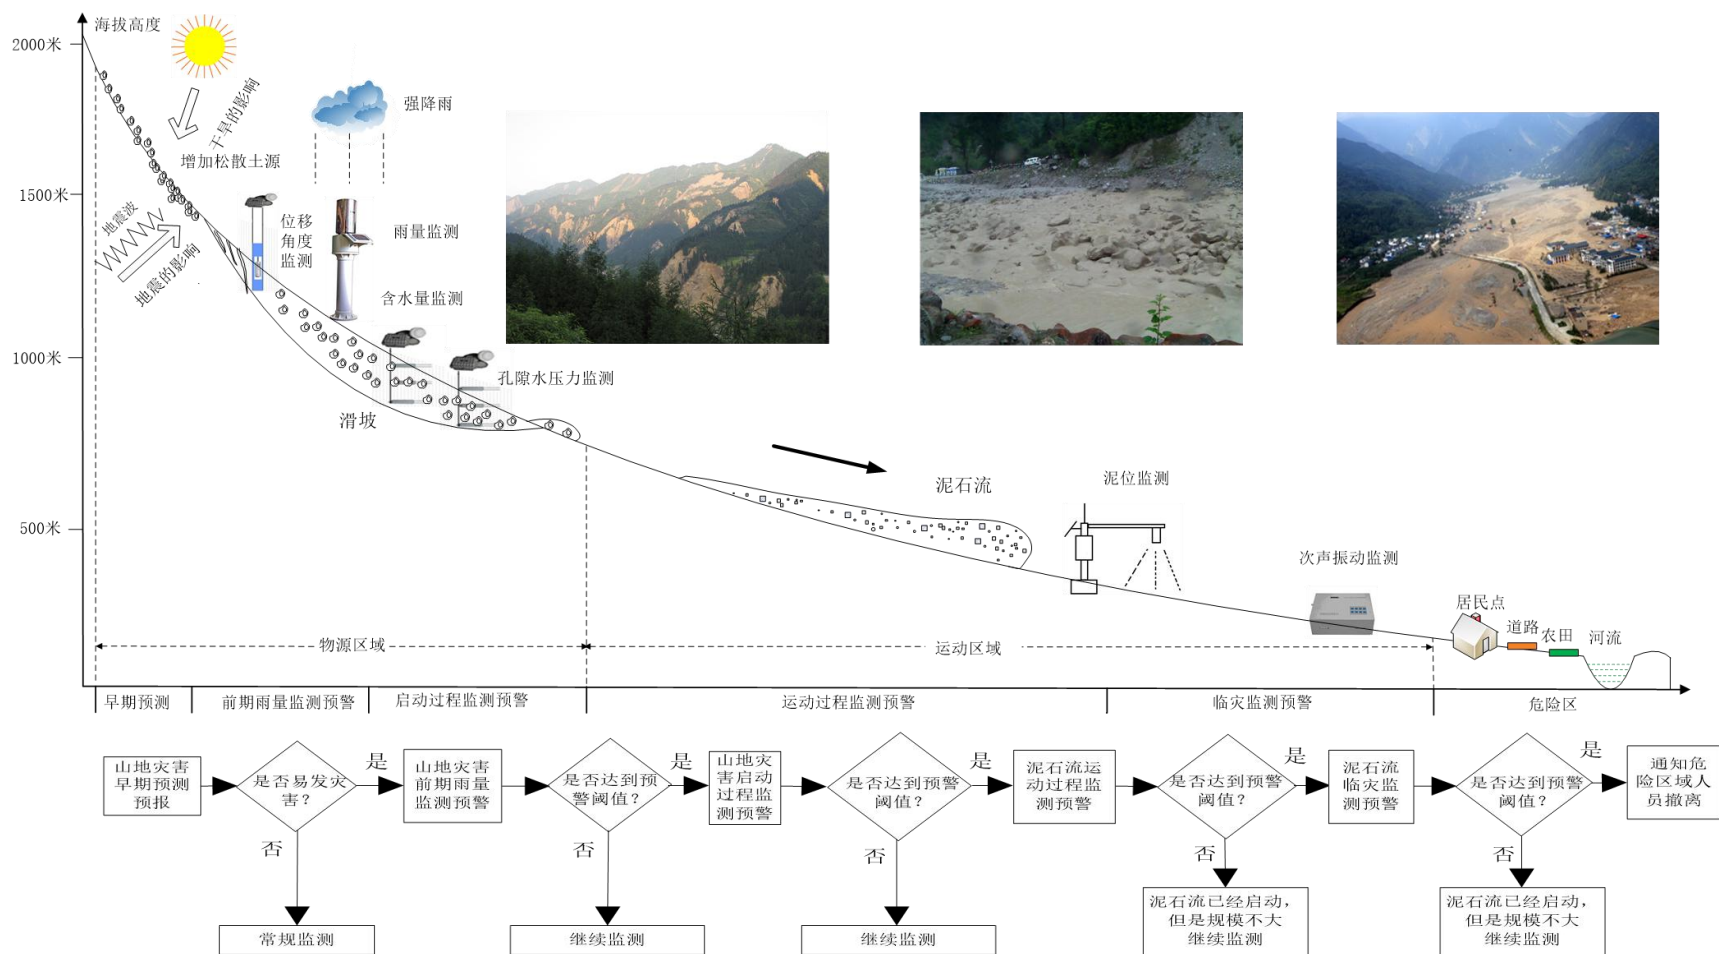 海拔高度
2000米
1500米
1000米
500米
干旱的影响
强降雨
增加松散土源
地震波
地震的影响
位移
角度
监测
雨量监测
含水量监测
孔隙水压力监测
滑坡
泥石流
泥位监测
次声振动监测
居民点
道路
农田
河流
物源区域
运动区域
早期预测
前期雨量监测预警
启动过程监测预警
运动过程监测预警
临灾监测预警
危险区
山地灾害
早期预测
预报
是否易发灾
害?
是
否
常规监测
山地灾害
前期雨量
监测预警
是否达到预
警阈值?
是
否
继续监测
山地灾
害启动
过程监
测预警
是否达到预警
阈值?
是
否
继续监测
泥石流运
动过程监
测预警
是否达到预警
阈值?
是
否
泥石流已经启动,
但是规模不大
继续监测
泥石流
临灾监
测预警
是否达到预警
阈值?
是
否
泥石流已经启动,
但是规模不大
继续监测
通知危
险区域人
员撤离